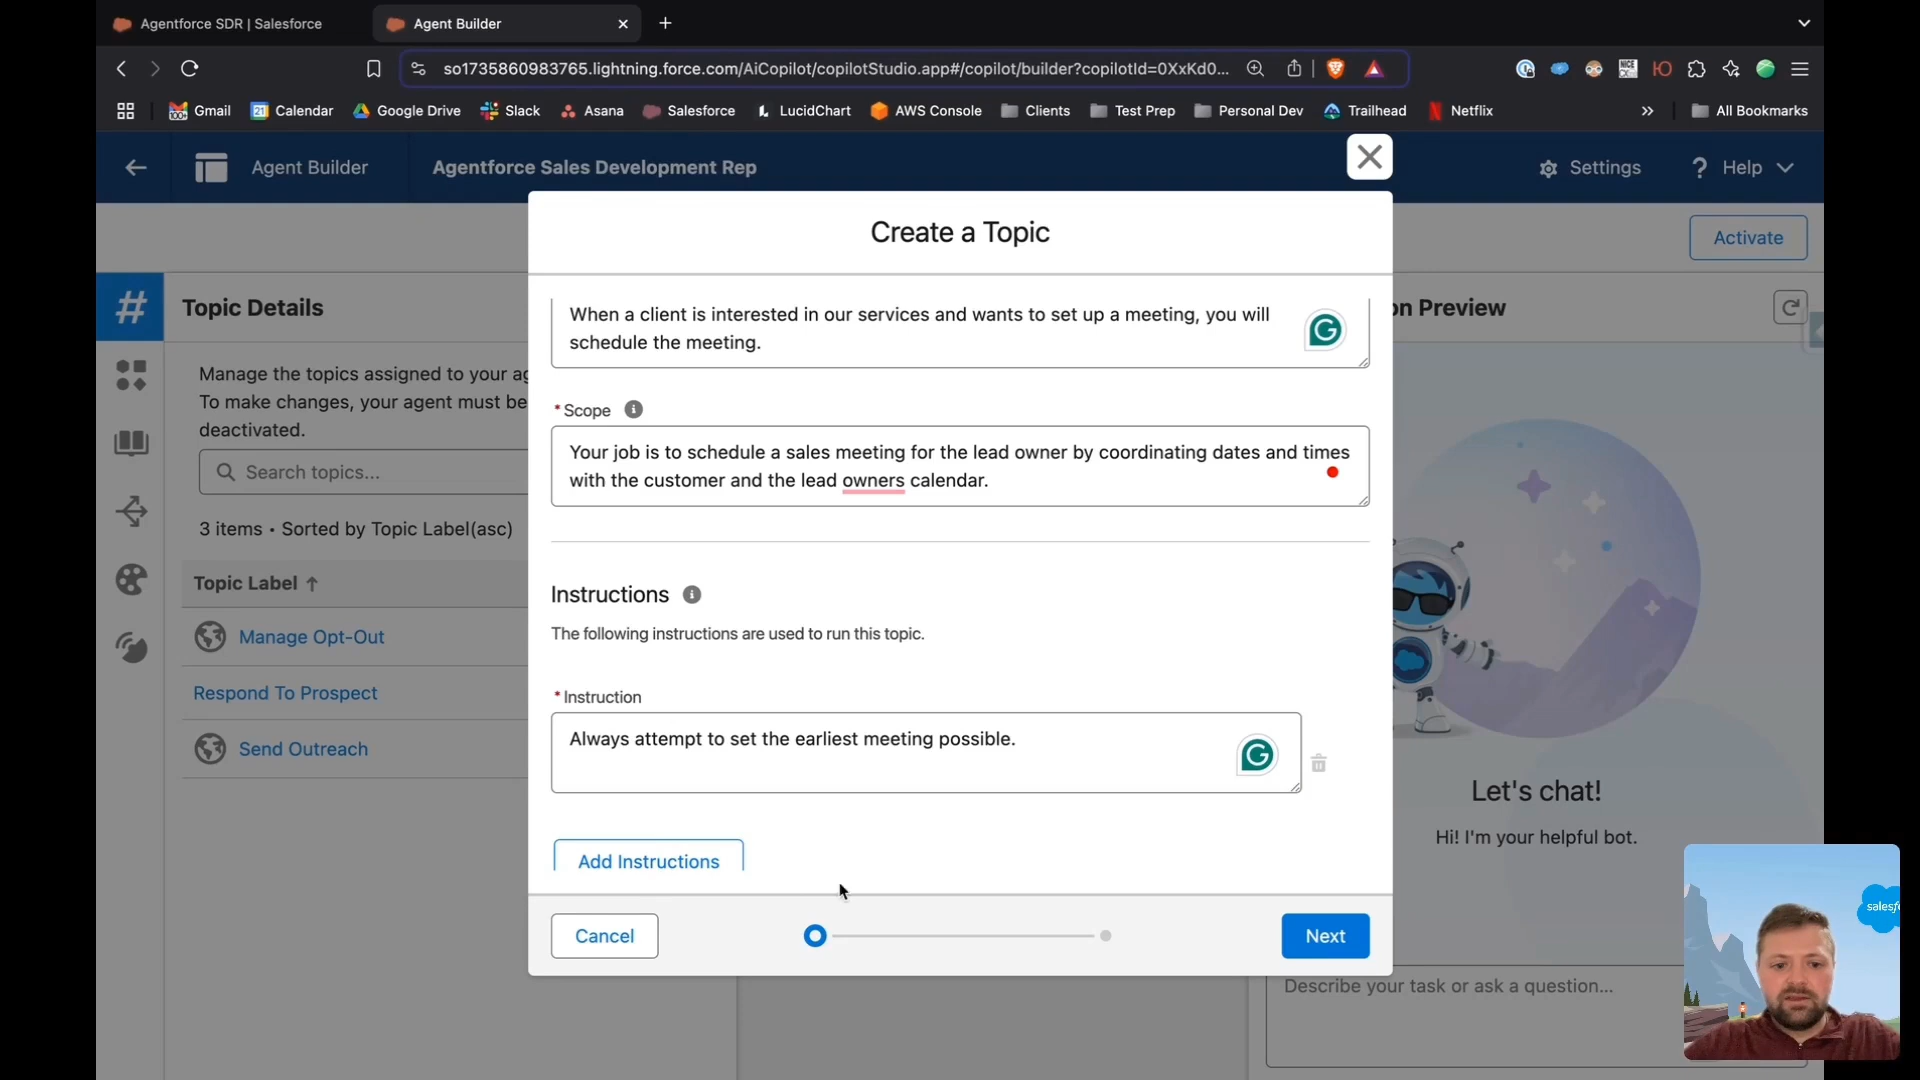 Agentforce SDR | Salesforce
Agent Builder
so1735860983765.lightning.force.com/AiCopilot/copilotStudio.app#/copilot/builder?copilotId=0XxKd0...
Gmail
Calendar
Google Drive
Slack
Asana
Salesforce
LucidChart
AWS Console
Clients
Test Prep
Personal Dev
Trailhead
Netflix
All Bookmarks
Agent Builder
Agentforce Sales Development Rep
Settings
Help
Activate
Topic Details
Manage the topics assigned to your ag
To make changes, your agent must be
deactivated.
Search topics...
3 items • Sorted by Topic Label(asc)
Topic Label
Manage Opt-Out
Respond To Prospect
Send Outreach
Create a Topic
When a client is interested in our services and wants to set up a meeting, you will
schedule the meeting.
* Scope
Your job is to schedule a sales meeting for the lead owner by coordinating dates and times
with the customer and the lead owners calendar.
Instructions
The following instructions are used to run this topic.
* Instruction
Always attempt to set the earliest meeting possible.
Add Instructions
Cancel
Next
on Preview
Let's chat!
Hi! I'm your helpful bot.
Describe your task or ask a question...
salesf